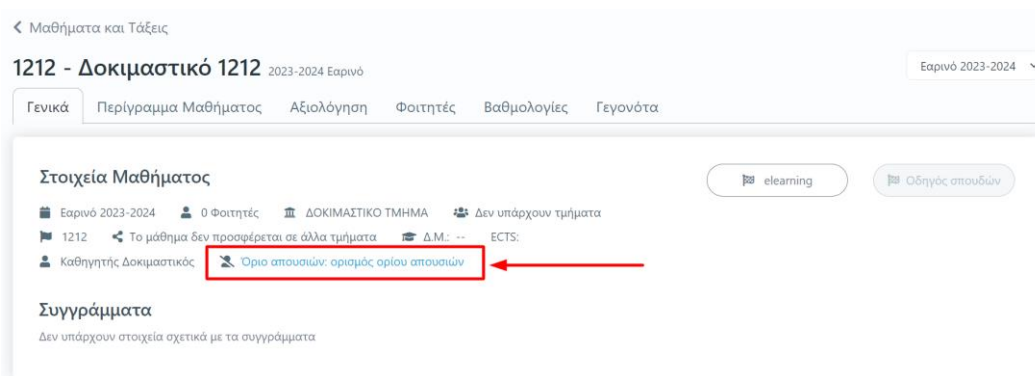 Μαθήματα και Τάξεις
1212 - Δοκιμαστικό 1212 2023-2024 Εαρινό
Εαρινό 2023-2024
Γενικά Περίγραμμα Μαθήματος Αξιολόγηση Φοιτητές Βαθμολογίες Γεγονότα
Στοιχεία Μαθήματος
elearning
Οδηγός σπουδών
Εαρινό 2023-2024 0 Φοιτητές ΔΟΚΙΜΑΣΤΙΚΟ ΤΜΗΜΑ Δεν υπάρχουν τμήματα
1212 Το μάθημα δεν προσφέρεται σε άλλα τμήματα Δ.Μ.: -- ECTS:
Καθηγητής Δοκιμαστικός Όριο απουσιών: ορισμός ορίου απουσιών
Συγγράμματα
Δεν υπάρχουν στοιχεία σχετικά με τα συγγράμματα